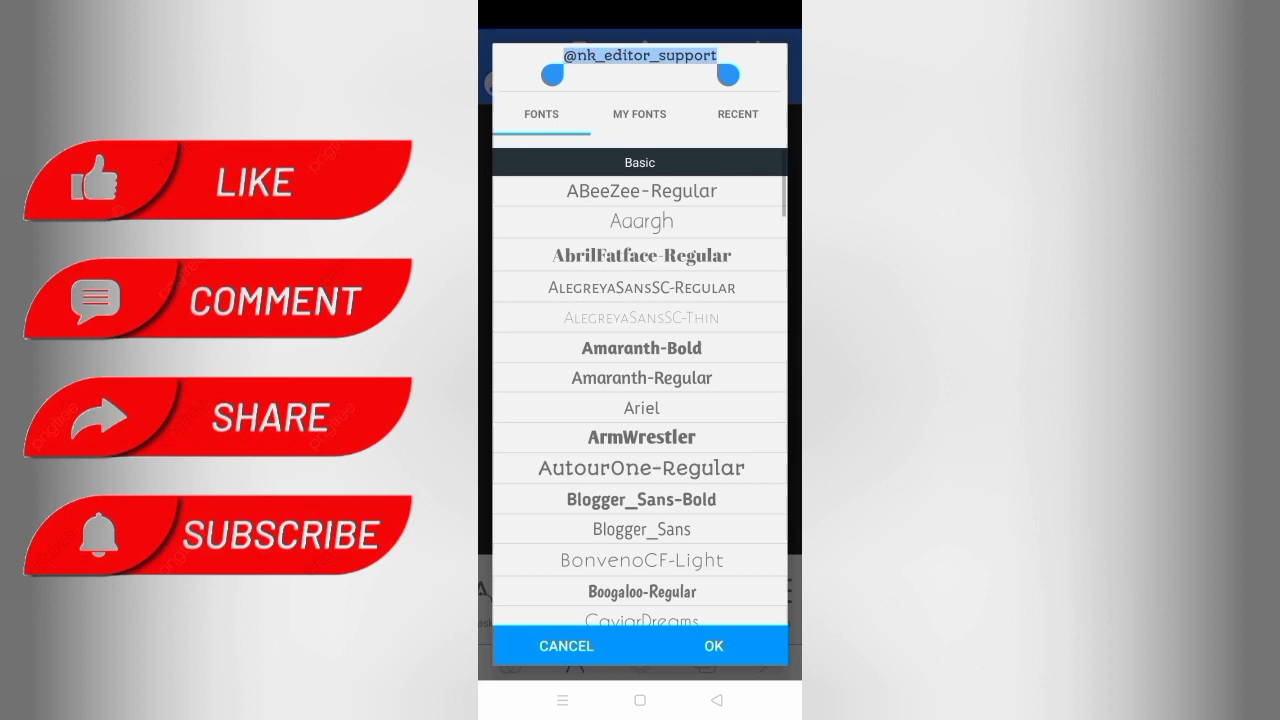 LIKE
COMMENT
SHARE
SUBSCRIBE
@nk_editor_support
FONTS MY FONTS RECENT
Basic
ABeeZee-Regular
Aaargh
AbrilFatface-Regular
AlegreyaSansSC-Regular
AlegreyaSansSC-Thin
Amaranth-Bold
Amaranth-Regular
Ariel
ArmWrestler
AutourOne-Regular
Blogger_Sans-Bold
Blogger_Sans
BonvenoCF-Light
Boogaloo-Regular
CaviarDreams
CANCEL OK